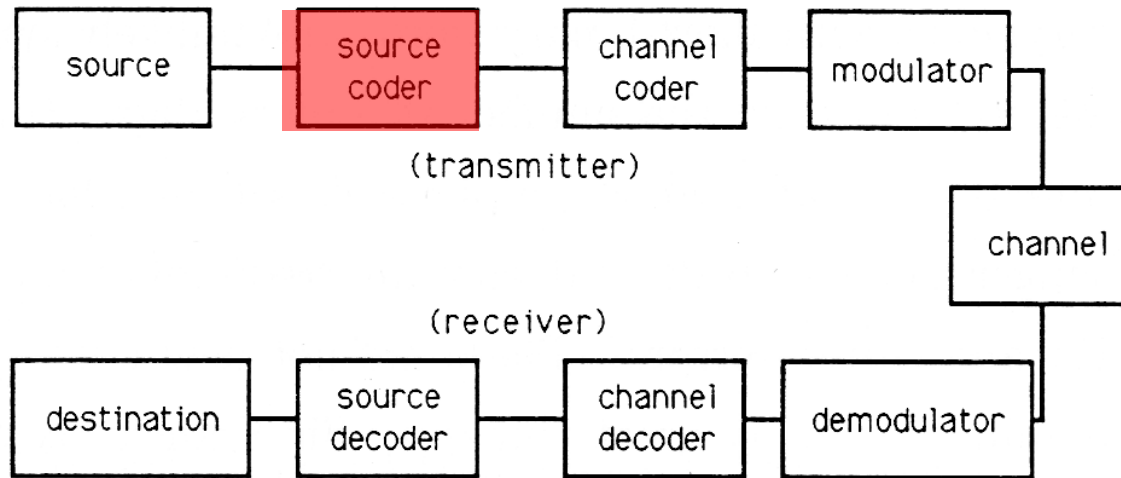 source
source
coder
channel
coder
modulator
(transmitter)
channel
(receiver)
destination
source
decoder
channel
decoder
demodulator